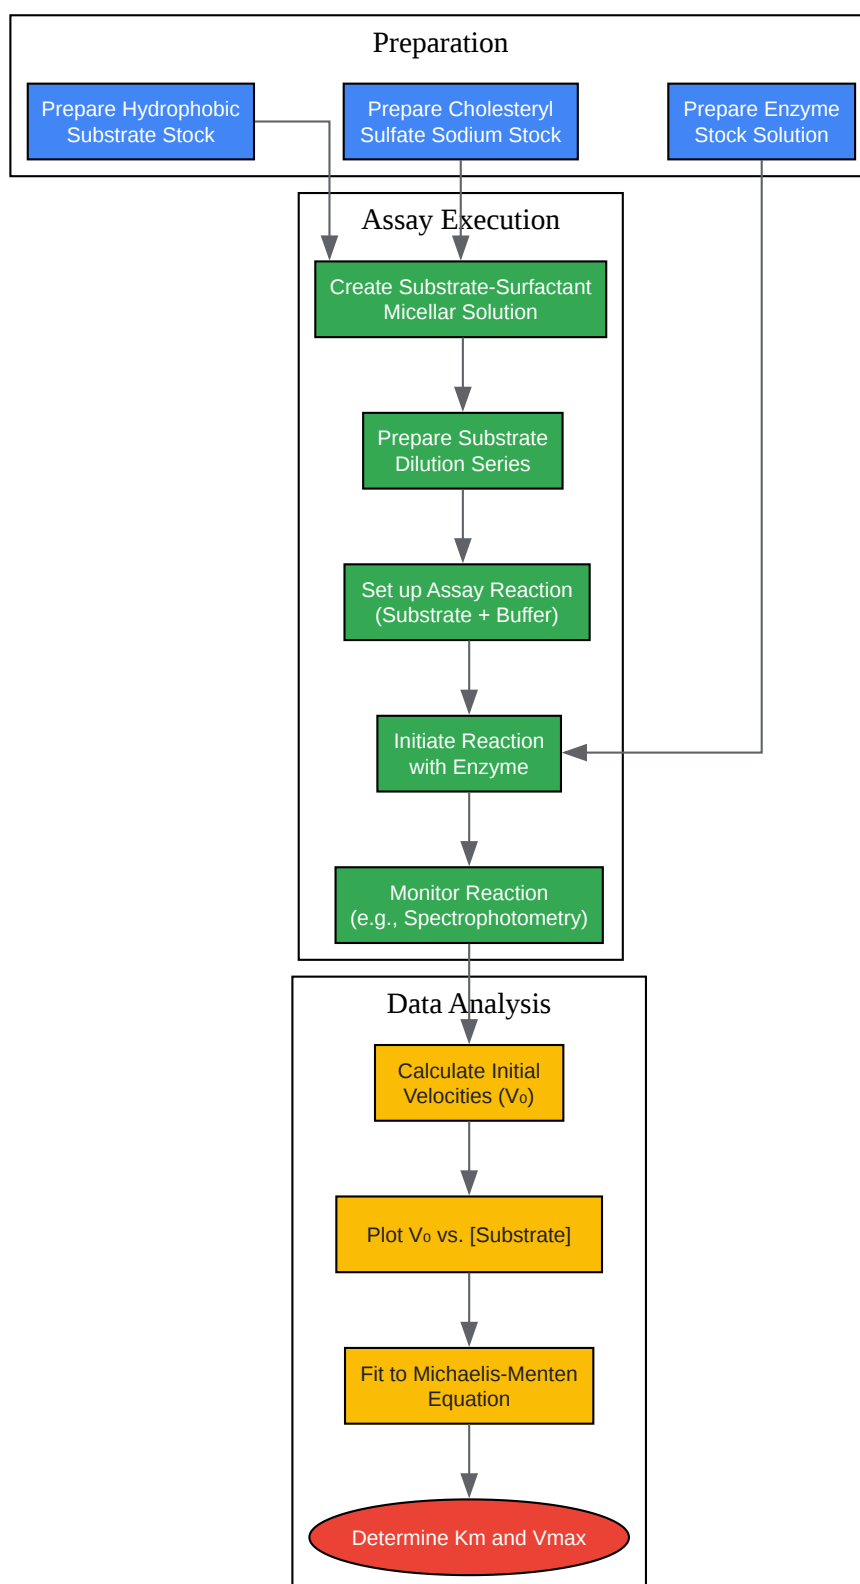 Preparation
Prepare Hydrophobic
Substrate Stock
Prepare Cholesteryl
Sulfate Sodium Stock
Prepare Enzyme
Stock Solution
Assay Execution
Create Substrate-Surfactant
Micellar Solution
Prepare Substrate
Dilution Series
Set up Assay Reaction
(Substrate + Buffer)
Initiate Reaction
with Enzyme
Monitor Reaction
(e.g., Spectrophotometry)
Data Analysis
Calculate Initial
Velocities (V₀)
Plot V₀ vs. [Substrate]
Fit to Michaelis-Menten
Equation
Determine Km and Vmax